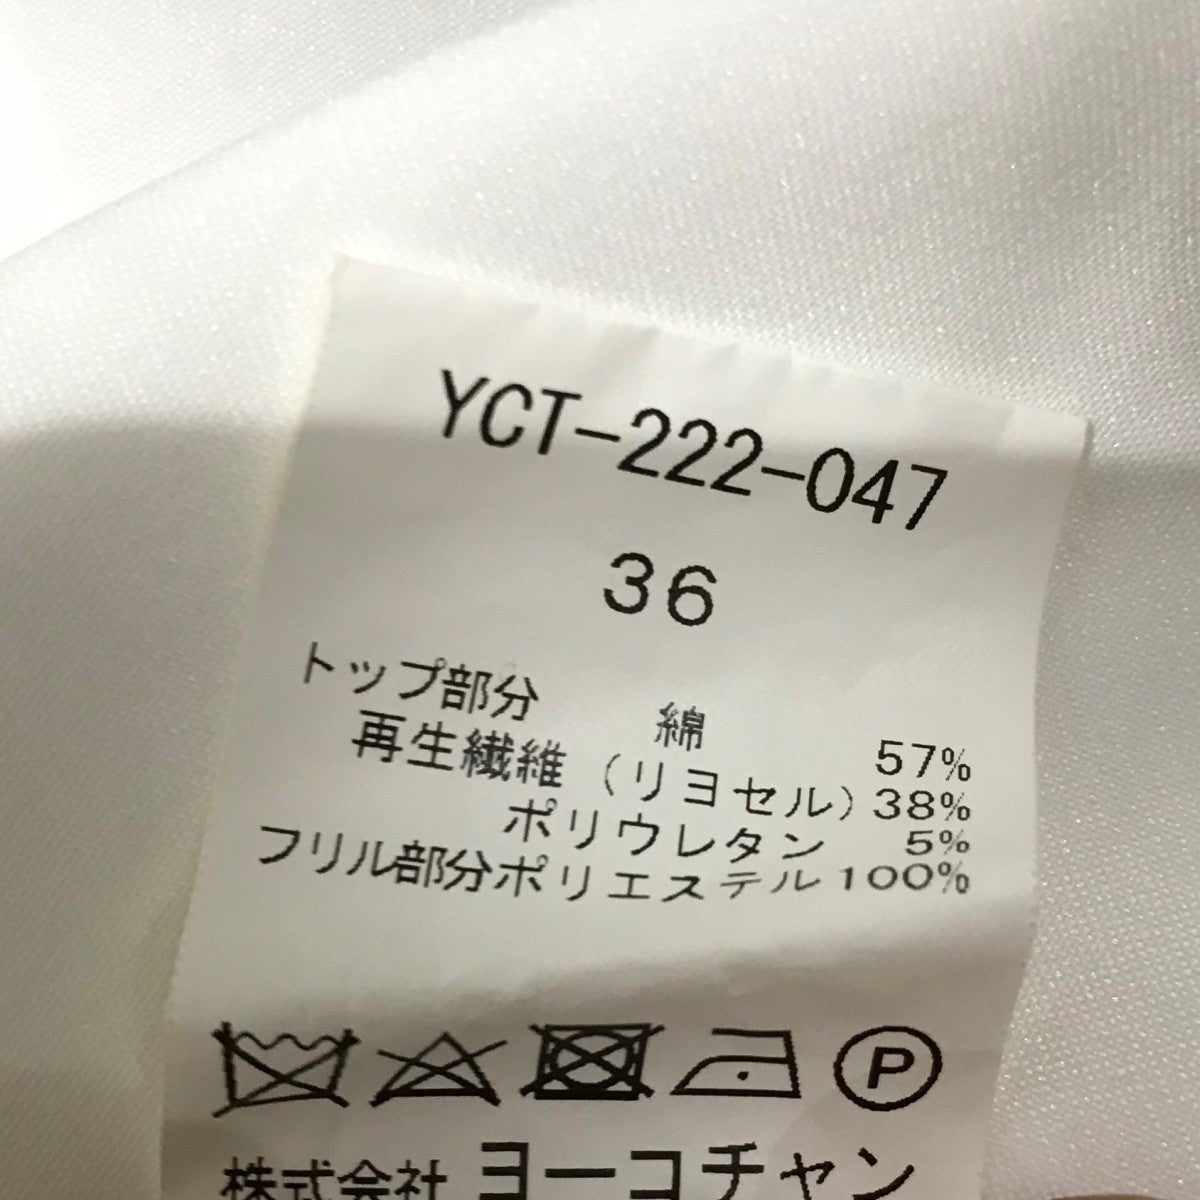 YCT-222-047
36
トップ部分 綿 57%
再生繊維（リヨセル）38%
ポリウレタン 5%
フリル部分ポリエステル100%
P
株式会社 ヨーコチャン